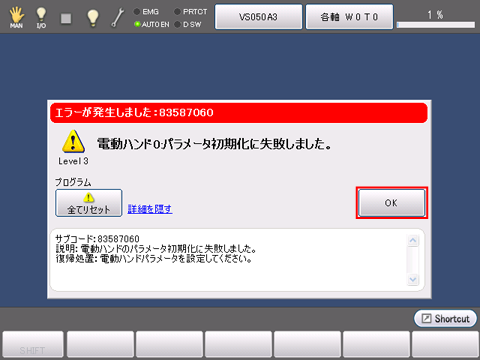 MAN
I/O
EMG
PRTCT
AUTO EN
D SW
VS050A3
各軸 W 0 T 0
1 %
エラーが発生しました:83587060
電動ハンド0:パラメータ初期化に失敗しました。
Level 3
プログラム
全てリセット
詳細を隠す
OK
サブコード:83587060
説明: 電動ハンドのパラメータ初期化に失敗しました。
復帰処置: 電動ハンドパラメータを設定してください。
Shortcut
SHIFT